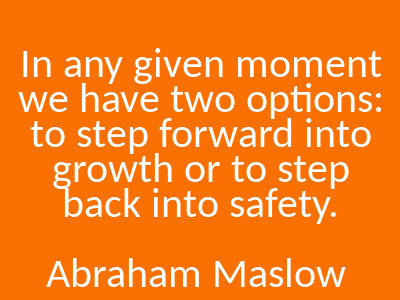 In any given moment
we have two options:
to step forward into
growth or to step
back into safety.
Abraham Maslow